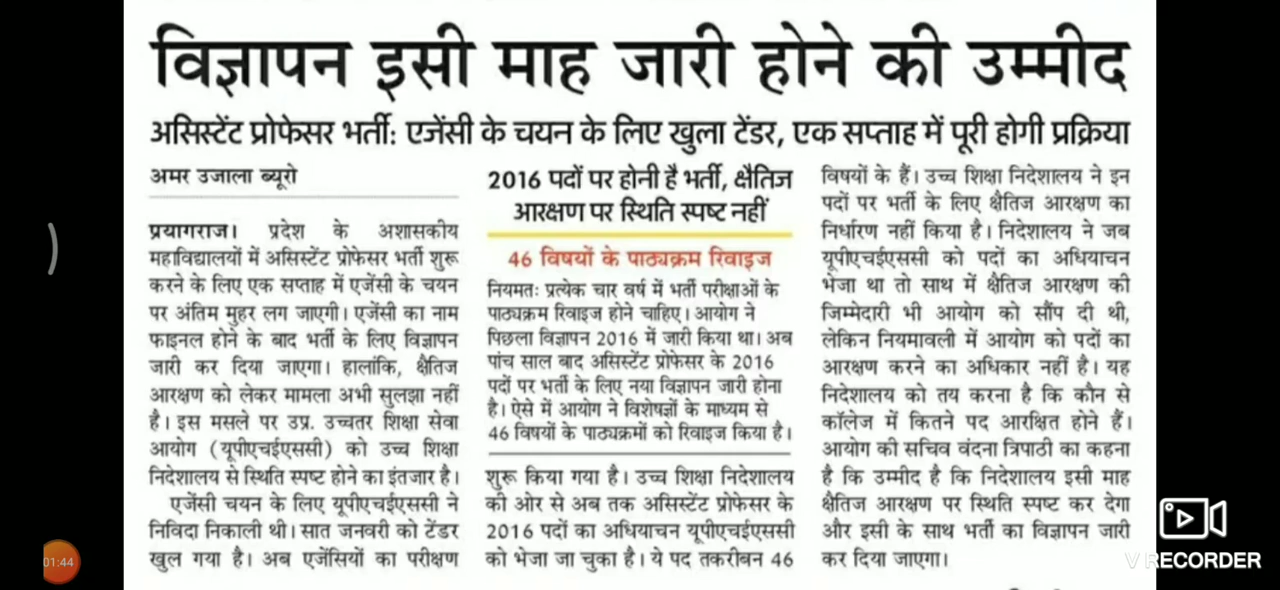 विज्ञापन इसी माह जारी होने की उम्मीद
असिस्टेंट प्रोफेसर भर्ती: एजेंसी के चयन के लिए खुला टेंडर, एक सप्ताह में पूरी होगी प्रक्रिया
अमर उजाला ब्यूरो
प्रयागराज। प्रदेश के अशासकीय
महाविद्यालयों में असिस्टेंट प्रोफेसर भर्ती शुरू
करने के लिए एक सप्ताह में एजेंसी के चयन
पर अंतिम मुहर लग जाएगी। एजेंसी का नाम
फाइनल होने के बाद भर्ती के लिए विज्ञापन
जारी कर दिया जाएगा। हालांकि, क्षैतिज
आरक्षण को लेकर मामला अभी सुलझा नहीं
है। इस मसले पर उप्र. उच्चतर शिक्षा सेवा
आयोग (यूपीएचईएससी) को उच्च शिक्षा
निदेशालय से स्थिति स्पष्ट होने का इंतजार है।
एजेंसी चयन के लिए यूपीएचईएससी ने
निविदा निकाली थी। सात जनवरी को टेंडर
खुल गया है। अब एजेंसियों का परीक्षण
2016 पदों पर होनी है भर्ती, क्षैतिज
आरक्षण पर स्थिति स्पष्ट नहीं
46 विषयों के पाठ्यक्रम रिवाइज
नियमतः प्रत्येक चार वर्ष में भर्ती परीक्षाओं के
पाठ्यक्रम रिवाइज होने चाहिए। आयोग ने
पिछला विज्ञापन 2016 में जारी किया था। अब
पांच साल बाद असिस्टेंट प्रोफेसर के 2016
पदों पर भर्ती के लिए नया विज्ञापन जारी होना
है। ऐसे में आयोग ने विशेषज्ञों के माध्यम से
46 विषयों के पाठ्यक्रमों को रिवाइज किया है।
शुरू किया गया है। उच्च शिक्षा निदेशालय
की ओर से अब तक असिस्टेंट प्रोफेसर के
2016 पदों का अधियाचन यूपीएचईएससी
को भेजा जा चुका है। ये पद तकरीबन 46
विषयों के हैं। उच्च शिक्षा निदेशालय ने इन
पदों पर भर्ती के लिए क्षैतिज आरक्षण का
निर्धारण नहीं किया है। निदेशालय ने जब
यूपीएचईएससी को पदों का अधियाचन
भेजा था तो साथ में क्षैतिज आरक्षण की
जिम्मेदारी भी आयोग को सौंप दी थी,
लेकिन नियमावली में आयोग को पदों का
आरक्षण करने का अधिकार नहीं है। यह
निदेशालय को तय करना है कि कौन से
कॉलेज में कितने पद आरक्षित होने हैं।
आयोग की सचिव वंदना त्रिपाठी का कहना
है कि उम्मीद है कि निदेशालय इसी माह
क्षैतिज आरक्षण पर स्थिति स्पष्ट कर देगा
और इसी के साथ भर्ती का विज्ञापन जारी
कर दिया जाएगा।
01:44
V RECORDER